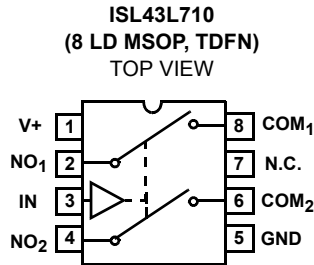 ISL43L710
(8 LD MSOP, TDFN)
TOP VIEW
V+ 1 8 COM₁
NO₁ 2 7 N.C.
IN 3 6 COM₂
NO₂ 4 5 GND